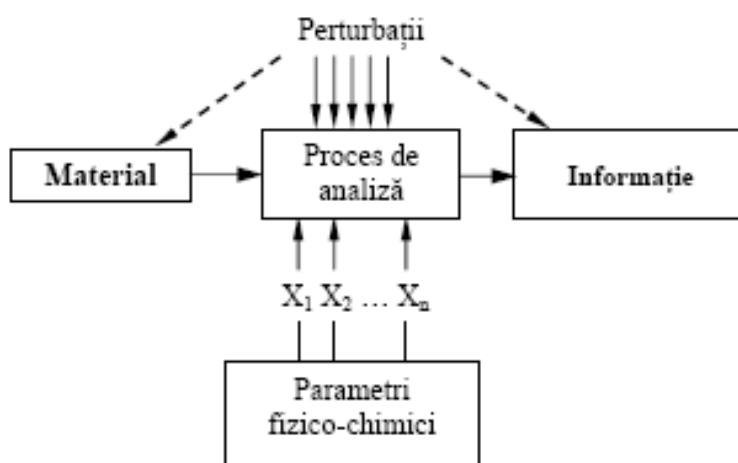 Perturbații
Material
Proces de
analiză
Informație
X₁ X₂ ... Xₙ
Parametri
fizico-chimici